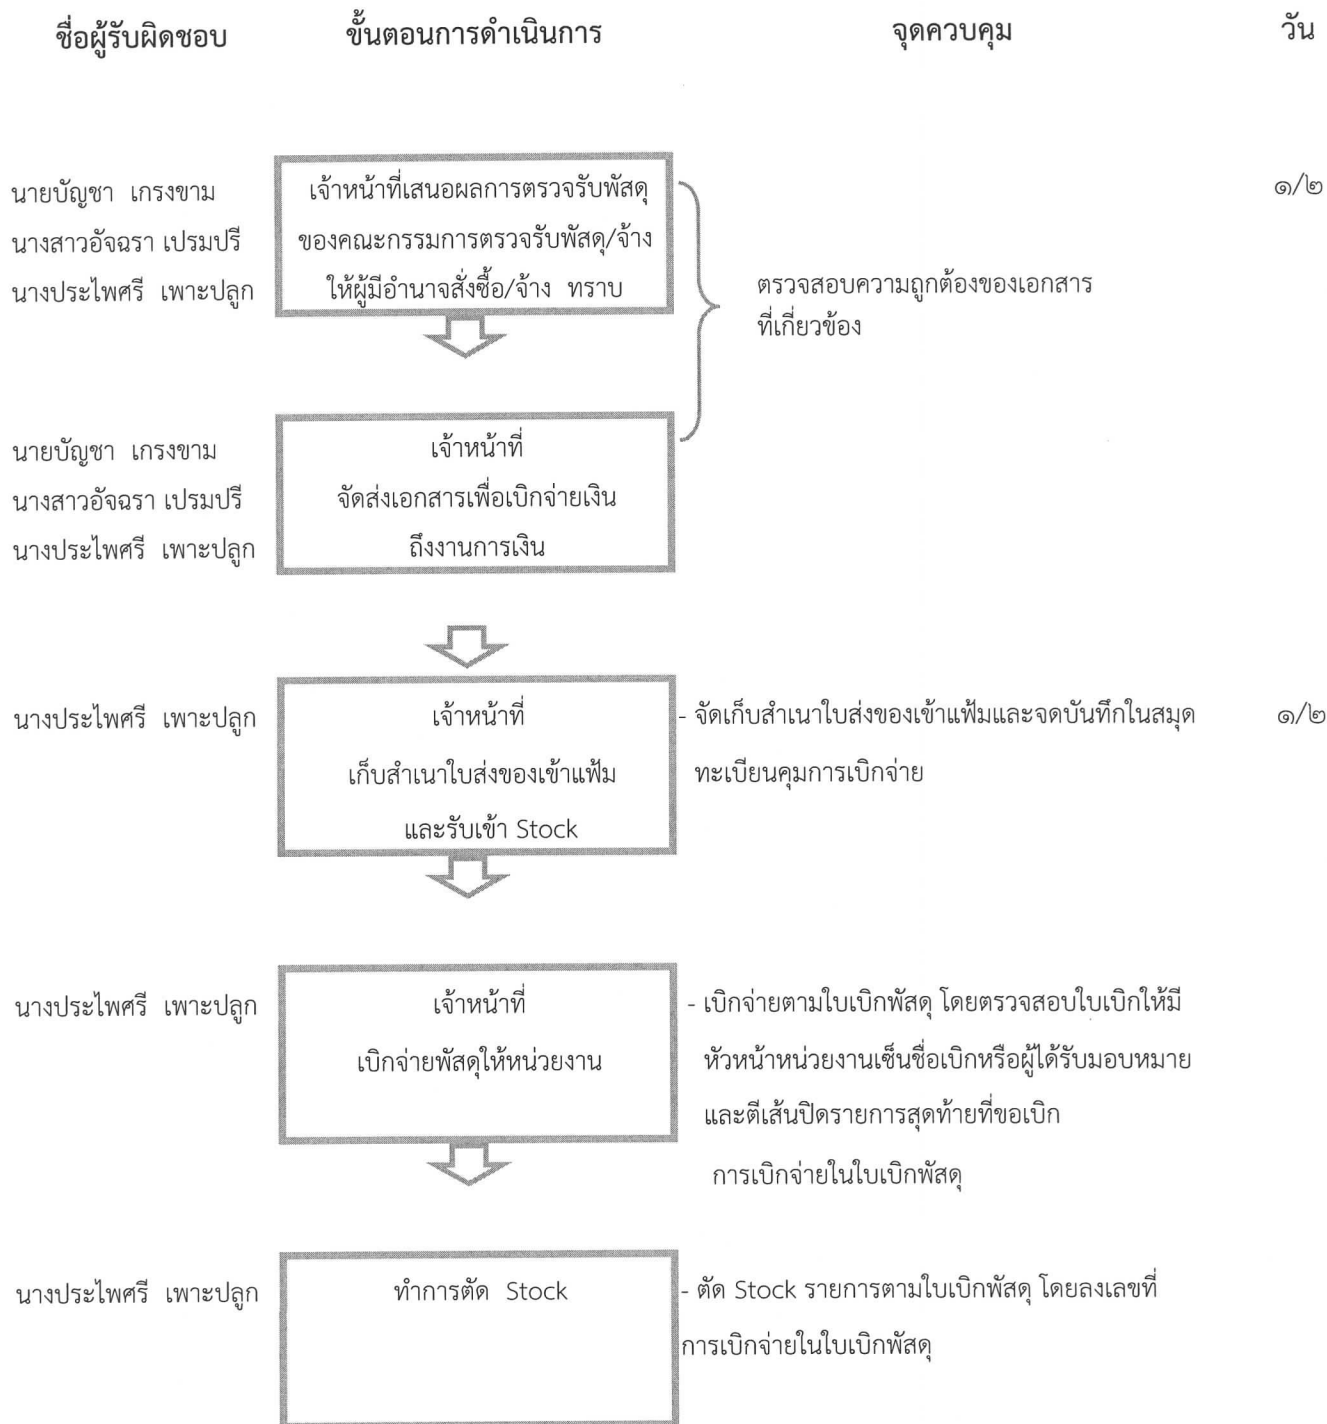 ชื่อผู้รับผิดชอบ ขั้นตอนการดำเนินการ จุดควบคุม วัน
นายบัญชา เกรงขาม
นางสาวอัจฉรา เปรมปรี
นางประไพศรี เพาะปลูก
เจ้าหน้าที่เสนอผลการตรวจรับพัสดุ
ของคณะกรรมการตรวจรับพัสดุ/จ้าง
ให้ผู้มีอำนาจสั่งซื้อ/จ้าง ทราบ
ตรวจสอบความถูกต้องของเอกสาร
ที่เกี่ยวข้อง
๑/๒
นายบัญชา เกรงขาม
นางสาวอัจฉรา เปรมปรี
นางประไพศรี เพาะปลูก
เจ้าหน้าที่
จัดส่งเอกสารเพื่อเบิกจ่ายเงิน
ถึงงานการเงิน
นางประไพศรี เพาะปลูก
เจ้าหน้าที่
เก็บสำเนาใบส่งของเข้าแฟ้ม
และรับเข้า Stock
- จัดเก็บสำเนาใบส่งของเข้าแฟ้มและจดบันทึกในสมุด
ทะเบียนคุมการเบิกจ่าย
๑/๒
นางประไพศรี เพาะปลูก
เจ้าหน้าที่
เบิกจ่ายพัสดุให้หน่วยงาน
- เบิกจ่ายตามใบเบิกพัสดุ โดยตรวจสอบใบเบิกให้มี
หัวหน้าหน่วยงานเซ็นชื่อเบิกหรือผู้ได้รับมอบหมาย
และตีเส้นปิดรายการสุดท้ายที่ขอเบิก
การเบิกจ่ายในใบเบิกพัสดุ
นางประไพศรี เพาะปลูก
ทำการตัด Stock
- ตัด Stock รายการตามใบเบิกพัสดุ โดยลงเลขที่
การเบิกจ่ายในใบเบิกพัสดุ